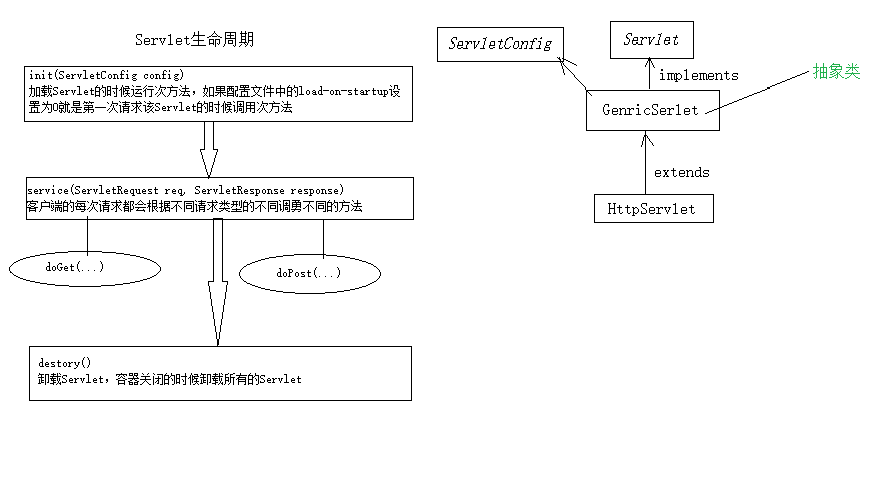 Servlet生命周期
init(ServletConfig config)
加载Servlet的时候运行次方法，如果配置文件中的load-on-startup设
置为0就是第一次请求该Servlet的时候调用次方法
service(ServletRequest req, ServletResponse response)
客户端的每次请求都会根据不同请求类型的不同调勇不同的方法
doGet(...)
doPost(...)
destory()
卸载Servlet，容器关闭的时候卸载所有的Servlet
ServletConfig
Servlet
implements
抽象类
GenricSerlet
extends
HttpServlet